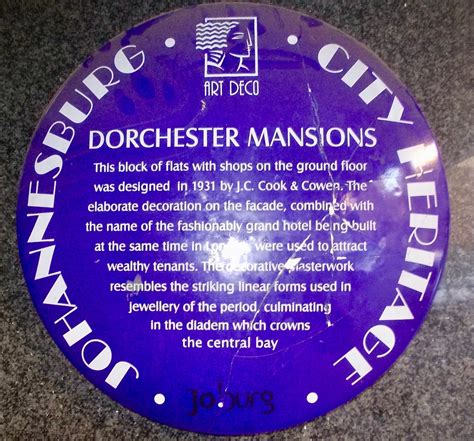 JOHANNESBURG • CITY HERITAGE
ART DECO
DORCHESTER MANSIONS
This block of flats with shops on the ground floor
was designed in 1931 by J.C. Cook & Cowen. The
elaborate decoration on the facade, combined with
the name of the fashionably grand hotel being built
at the same time in London, were used to attract
wealthy tenants. The decorative plasterwork
resembles the striking linear forms used in
jewellery of the period, culminating
in the diadem which crowns
the central bay
joburg